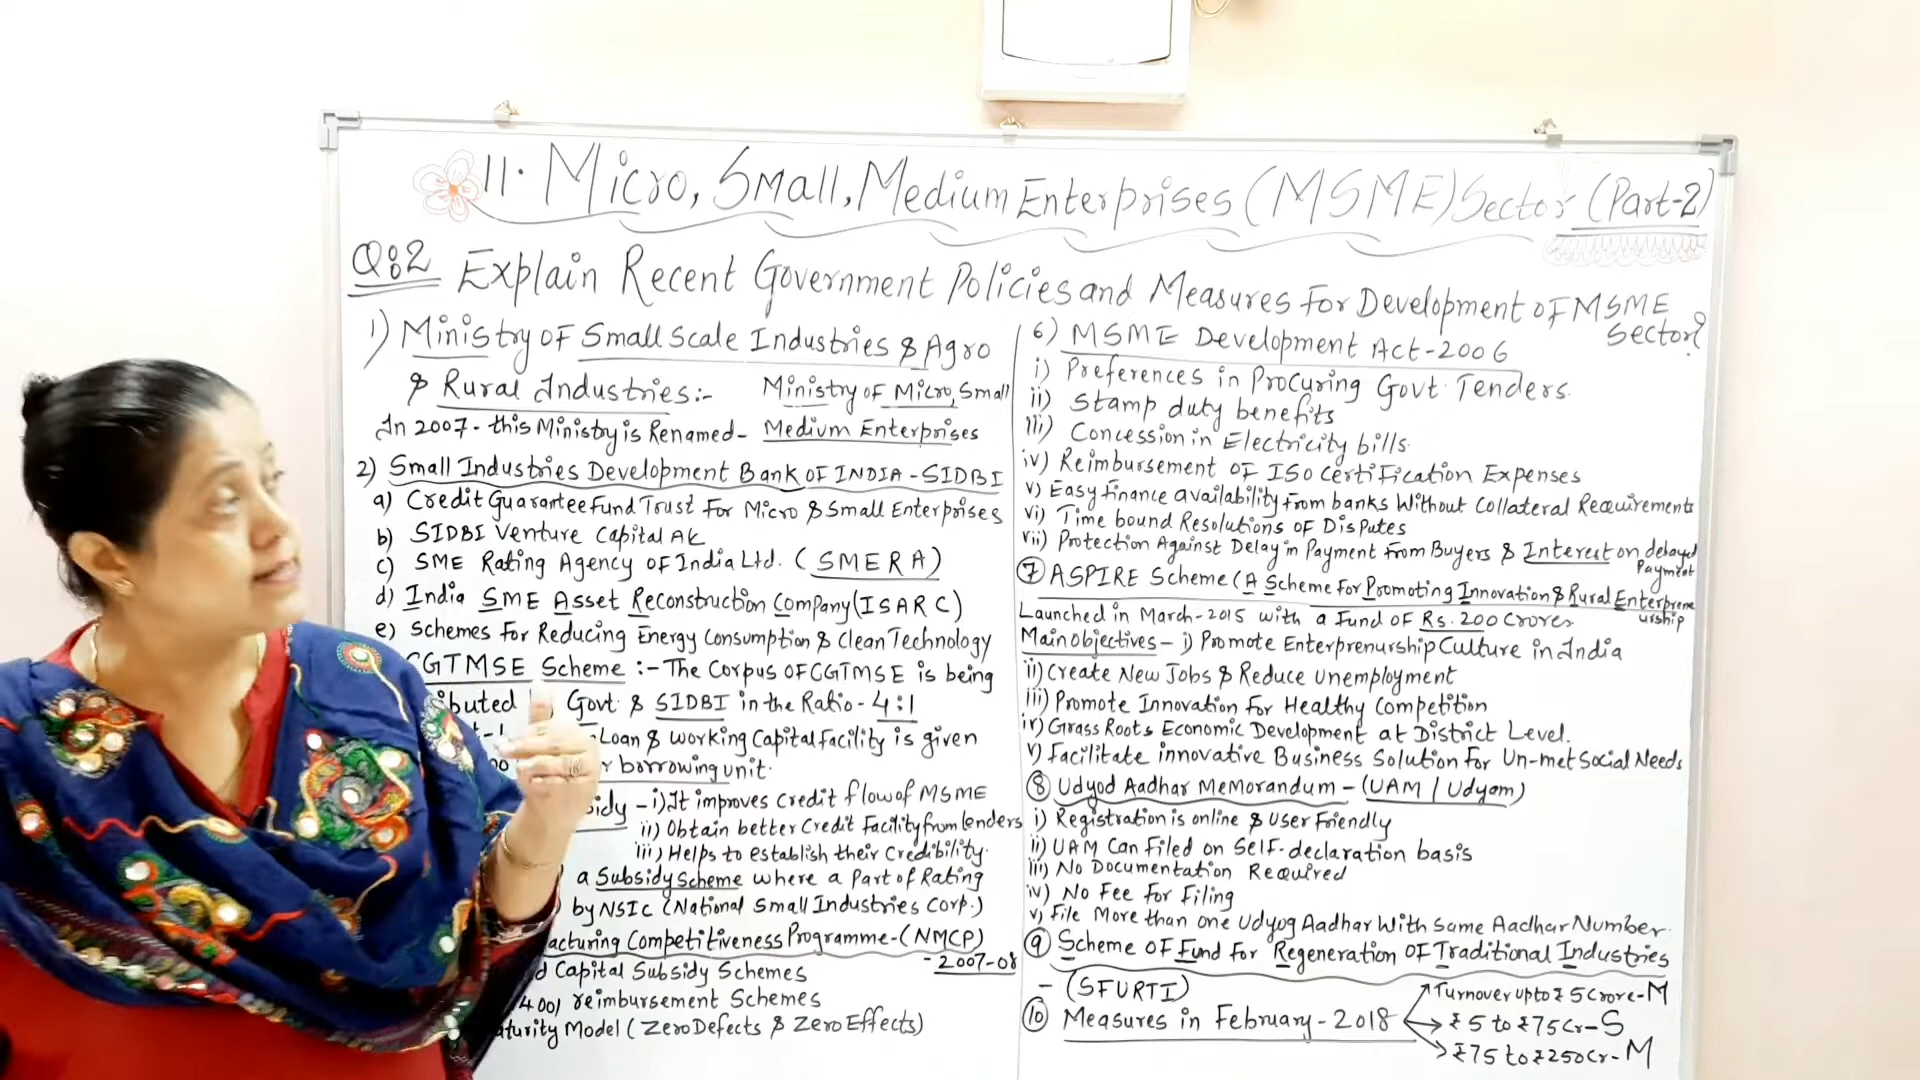 11. Micro, Small, Medium Enterprises (MSME) Sector (Part-2)
Q:2 Explain Recent Government Policies and Measures For Development of MSME
Sector?
1) Ministry of Small Scale Industries & Agro
& Rural Industries:- Ministry of Micro, Small
In 2007- this Ministry is Renamed- Medium Enterprises
2) Small Industries Development Bank of INDIA - SIDBI
a) Credit Guarantee Fund Trust For Micro & Small Enterprises
b) SIDBI Venture Capital
c) SME Rating Agency of India Ltd. (SMERA)
d) India SME Asset Reconstruction Company (ISARC)
e) Schemes For Reducing Energy Consumption & Clean Technology
CGTMSE Scheme :- The Corpus of CGTMSE is being
buted Govt & SIDBI in the Ratio - 4:1
Loan & working Capital Facility is given
borrowing unit.
sidy - i) It improves Credit flow of MSME
ii) Obtain better Credit Facility from lenders
iii) Helps to establish their Credibility.
a Subsidy Scheme where a Part of Rating
by NSIC (National Small Industries Corp.)
acturing Competitiveness Programme - (NMCP)
- 2007-08
d Capital Subsidy Schemes
reimbursement Schemes
aturity Model (Zero Defects & Zero Effects)
6) MSME Development Act-2006
i) Preferences in Procuring Govt. Tenders.
ii) Stamp duty benefits
iii) Concession in Electricity bills.
iv) Reimbursement of ISO Certification Expenses
v) Easy finance availability from banks Without Collateral Requirements
vi) Time bound Resolutions of Disputes
vii) Protection Against Delay in Payment From Buyers & Interest on delayed
Payment
7 ASPIRE Scheme (A Scheme for Promoting Innovation & Rural Enterprene
urship
Launched in March-2015 with a Fund of Rs. 200 Crores
Main objectives - i) Promote Enterprenurship Culture in India
ii) Create New Jobs & Reduce unemployment
iii) Promote Innovation For Healthy Competition
iv) Grass Roots Economic Development at District Level.
v) Facilitate innovative Business Solution for Un-met Social Needs
8 Udyod Aadhar Memorandum - (UAM / Udyam)
i) Registration is online & User Friendly
ii) UAM Can Filed on Self-declaration basis
iii) No Documentation Required
iv) No Fee For Filing
v) File More than one Udyog Aadhar With Same Aadhar Number.
9 Scheme of Fund for Regeneration of Traditional Industries
- (SFURTI)
10 Measures in February - 2018
Turnover upto ₹ 5 Crore - M
₹ 5 to ₹75 Cr - S
₹75 to ₹250 Cr - M